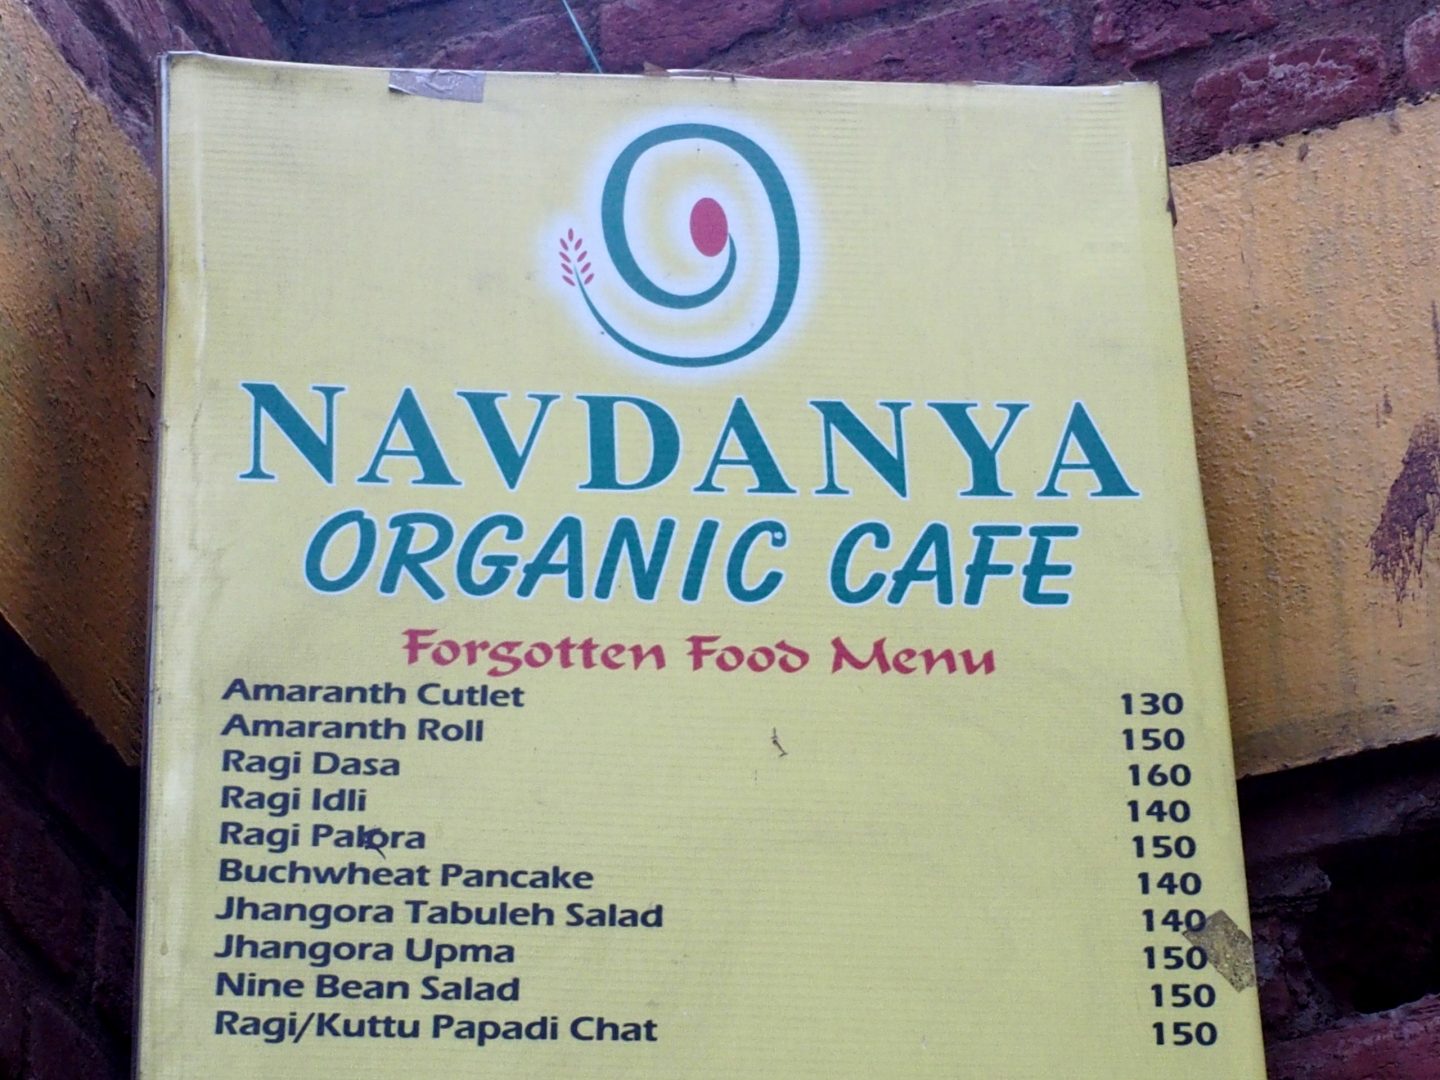 NAVDANYA
ORGANIC CAFE
Forgotten Food Menu
Amaranth Cutlet 130
Amaranth Roll 150
Ragi Dasa 160
Ragi Idli 140
Ragi Pakora 150
Buchwheat Pancake 140
Jhangora Tabuleh Salad 140
Jhangora Upma 150
Nine Bean Salad 150
Ragi/Kuttu Papadi Chat 150